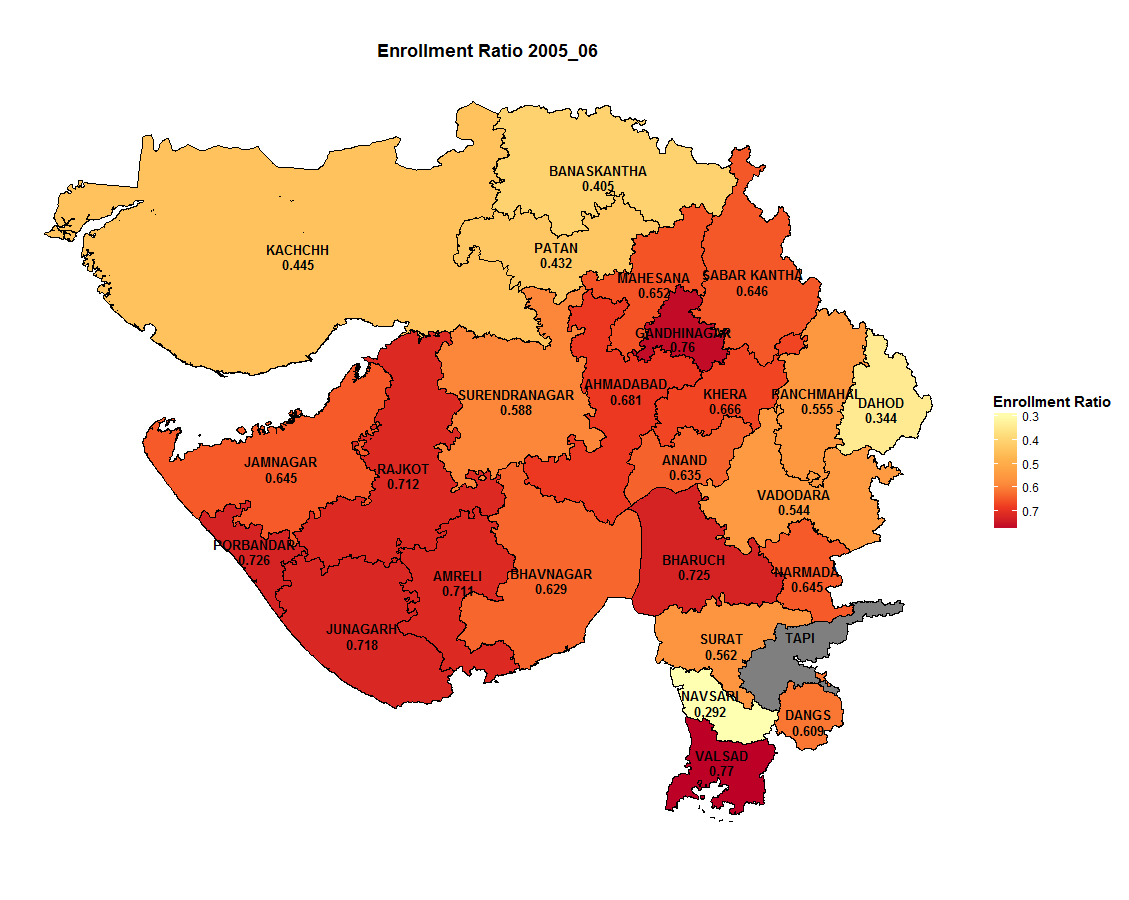 Enrollment Ratio 2005_06
BANASKANTHA
0.405
KACHCHH
0.445
PATAN
0.432
MAHESANA
0.652
SABAR KANTHA
0.646
GANDHINAGAR
0.76
SURENDRANAGAR
0.588
AHMADABAD
0.681
KHERA
0.666
PANCHMAHAL
0.555
DAHOD
0.344
JAMNAGAR
0.645
RAJKOT
0.712
ANAND
0.635
VADODARA
0.544
PORBANDAR
0.726
AMRELI
0.711
BHAVNAGAR
0.629
BHARUCH
0.725
NARMADA
0.645
JUNAGARH
0.718
SURAT
0.562
TAPI
NAVSARI
0.292
DANGS
0.609
VALSAD
0.77
Enrollment Ratio
0.3
0.4
0.5
0.6
0.7